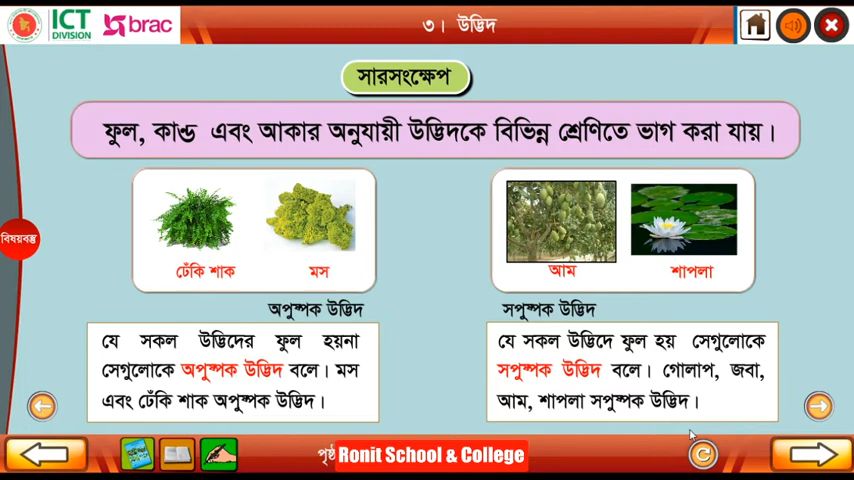 ICT
DIVISION
brac
৩। উদ্ভিদ
সারসংক্ষেপ
ফুল, কাণ্ড এবং আকার অনুযায়ী উদ্ভিদকে বিভিন্ন শ্রেণিতে ভাগ করা যায়।
বিষয়বস্তু
ঢেঁকি শাক
মস
আম
শাপলা
অপুষ্পক উদ্ভিদ
সপুষ্পক উদ্ভিদ
যে সকল উদ্ভিদের ফুল হয়না
সেগুলোকে অপুষ্পক উদ্ভিদ বলে। মস
এবং ঢেঁকি শাক অপুষ্পক উদ্ভিদ।
যে সকল উদ্ভিদে ফুল হয় সেগুলোকে
সপুষ্পক উদ্ভিদ বলে। গোলাপ, জবা,
আম, শাপলা সপুষ্পক উদ্ভিদ।
Ronit School & College